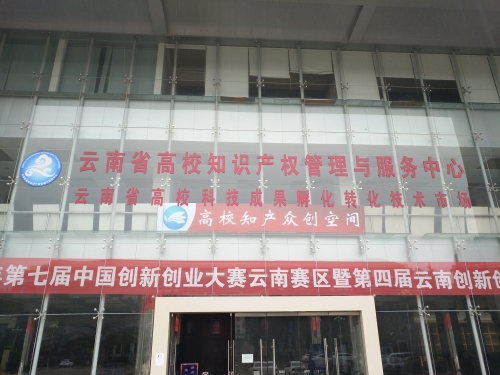 云南省高校知识产权管理与服务中心
云南省高校科技成果孵化转化技术市场
高校知产众创空间
第七届中国创新创业大赛云南赛区暨第四届云南创新创